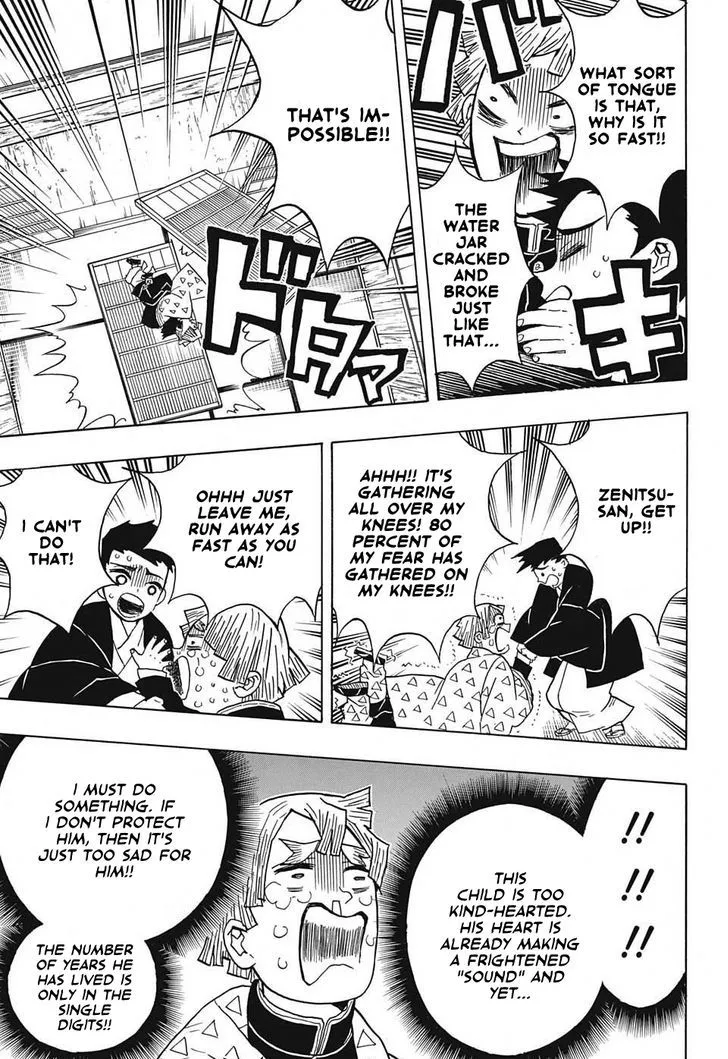 WHAT SORT
OF TONGUE
IS THAT,
WHY IS IT
SO FAST!!
バババ
THE
WATER
JAR
CRACKED
AND
BROKE
JUST
LIKE
THAT...
キ
THAT'S IM-
POSSIBLE!!
ドタマ
ZENITSU-
SAN, GET
UP!!
AHHH!! IT'S
GATHERING
ALL OVER MY
KNEES! 80
PERCENT OF
MY FEAR HAS
GATHERED ON
MY KNEES!!
OHHH JUST
LEAVE ME,
RUN AWAY AS
FAST AS YOU
CAN!
I CAN'T
DO
THAT!
!!
!!
!!
THIS
CHILD IS TOO
KIND-HEARTED.
HIS HEART IS
ALREADY MAKING
A FRIGHTENED
"SOUND" AND
YET...
I MUST DO
SOMETHING. IF
I DON'T PROTECT
HIM, THEN IT'S
JUST TOO SAD FOR
HIM!!
THE NUMBER
OF YEARS HE
HAS LIVED IS
ONLY IN THE
SINGLE
DIGITS!!